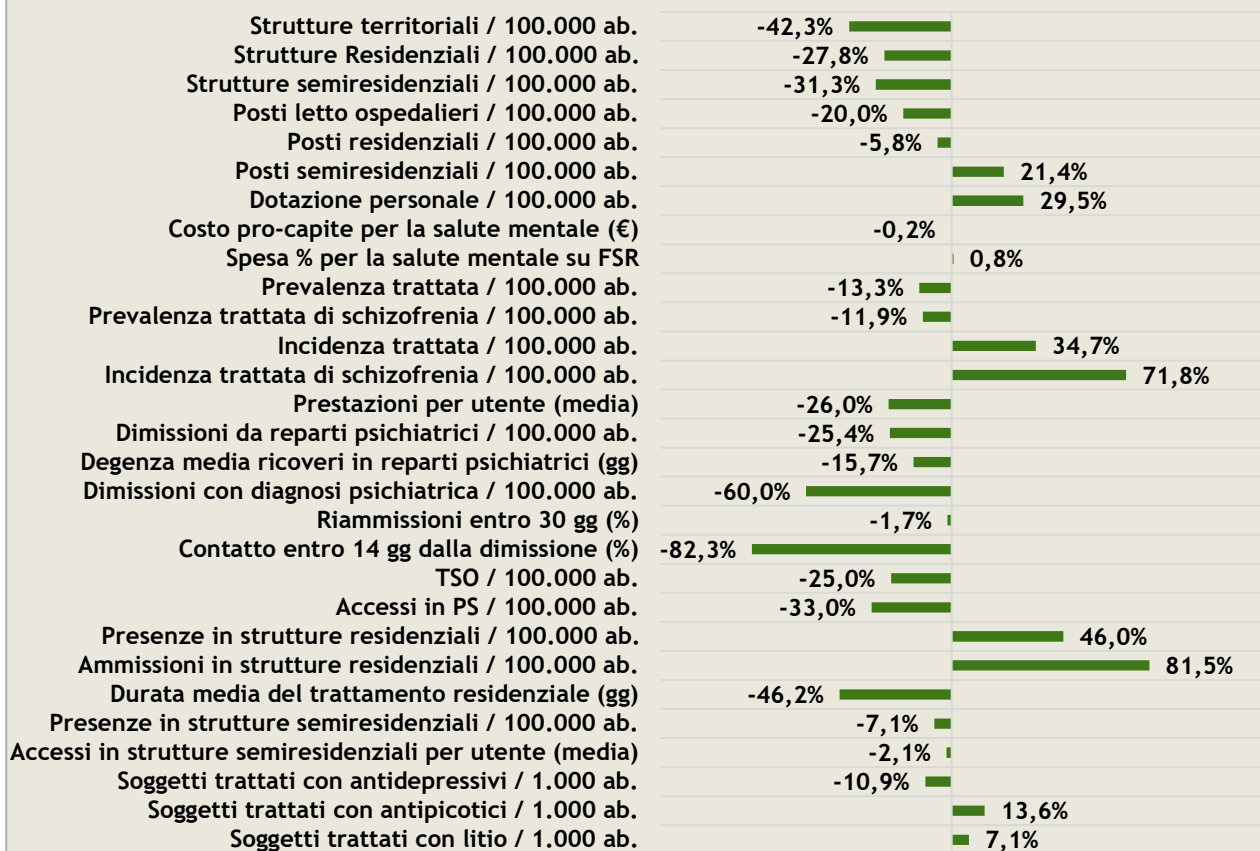 Strutture territoriali / 100.000 ab. -42,3%
Strutture Residenziali / 100.000 ab. -27,8%
Strutture semiresidenziali / 100.000 ab. -31,3%
Posti letto ospedalieri / 100.000 ab. -20,0%
Posti residenziali / 100.000 ab. -5,8%
Posti semiresidenziali / 100.000 ab. 21,4%
Dotazione personale / 100.000 ab. 29,5%
Costo pro-capite per la salute mentale (€) -0,2%
Spesa % per la salute mentale su FSR 0,8%
Prevalenza trattata / 100.000 ab. -13,3%
Prevalenza trattata di schizofrenia / 100.000 ab. -11,9%
Incidenza trattata / 100.000 ab. 34,7%
Incidenza trattata di schizofrenia / 100.000 ab. 71,8%
Prestazioni per utente (media) -26,0%
Dimissioni da reparti psichiatrici / 100.000 ab. -25,4%
Degenza media ricoveri in reparti psichiatrici (gg) -15,7%
Dimissioni con diagnosi psichiatrica / 100.000 ab. -60,0%
Riammissioni entro 30 gg (%) -1,7%
Contatto entro 14 gg dalla dimissione (%) -82,3%
TSO / 100.000 ab. -25,0%
Accessi in PS / 100.000 ab. -33,0%
Presenze in strutture residenziali / 100.000 ab. 46,0%
Ammissioni in strutture residenziali / 100.000 ab. 81,5%
Durata media del trattamento residenziale (gg) -46,2%
Presenze in strutture semiresidenziali / 100.000 ab. -7,1%
Accessi in strutture semiresidenziali per utente (media) -2,1%
Soggetti trattati con antidepressivi / 1.000 ab. -10,9%
Soggetti trattati con antipicotici / 1.000 ab. 13,6%
Soggetti trattati con litio / 1.000 ab. 7,1%